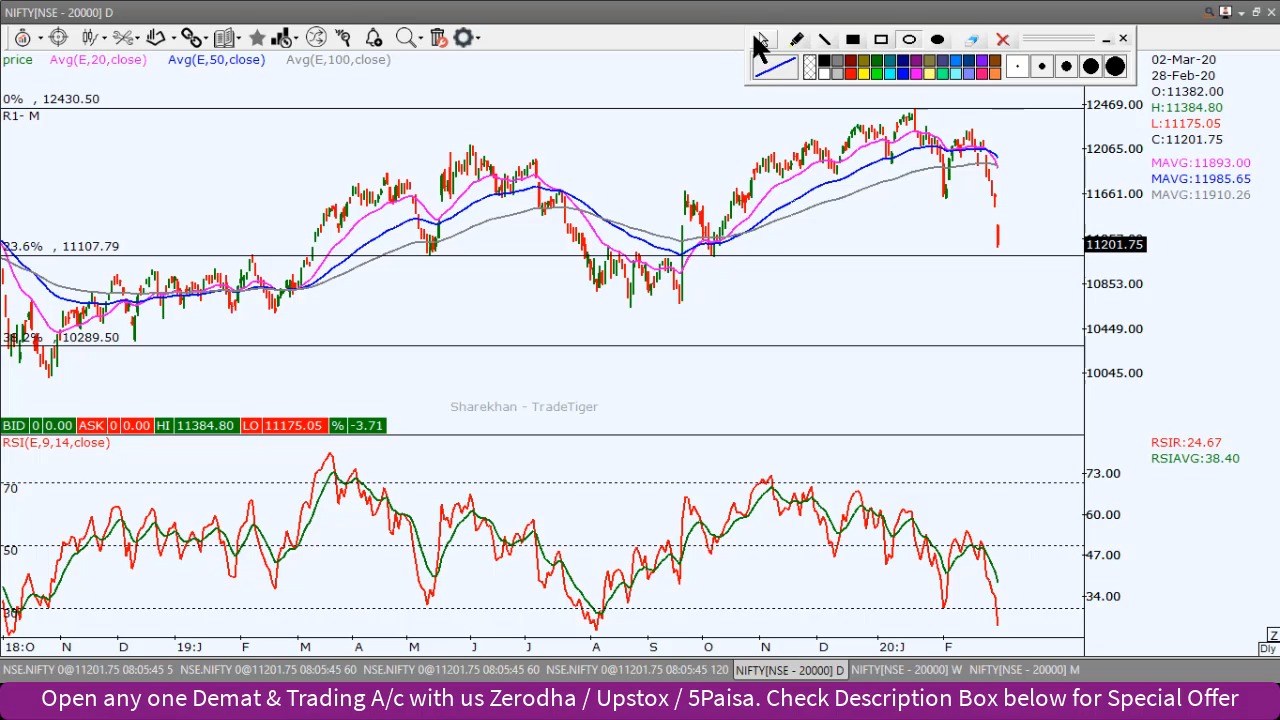 NIFTY[NSE - 20000] D
price Avg(E,20,close) Avg(E,50,close) Avg(E,100,close)
02-Mar-20
28-Feb-20
O:11382.00
H:11384.80
L:11175.05
C:11201.75
MAVG:11893.00
MAVG:11985.65
MAVG:11910.26
0% , 12430.50
R1- M
23.6% , 11107.79
38.2% , 10289.50
12469.00
12065.00
11661.00
11201.75
10853.00
10449.00
10045.00
Sharekhan - TradeTiger
BID 0 0.00 ASK 0 0.00 HI 11384.80 LO 11175.05 % -3.71
RSI(E,9,14,close)
RSIR:24.67
RSIAVG:38.40
70
50
30
73.00
60.00
47.00
34.00
18:O N D 19:J F M A M J J A S O N D 20:J F
Z
Dly
NSE.NIFTY 0@11201.75 08:05:45 5 NSE.NIFTY 0@11201.75 08:05:45 60 NSE.NIFTY 0@11201.75 08:05:45 60 NSE.NIFTY 0@11201.75 08:05:45 120 NIFTY[NSE - 20000] D NIFTY[NSE - 20000] W NIFTY[NSE - 20000] M
Open any one Demat & Trading A/c with us Zerodha / Upstox / 5Paisa. Check Description Box below for Special Offer